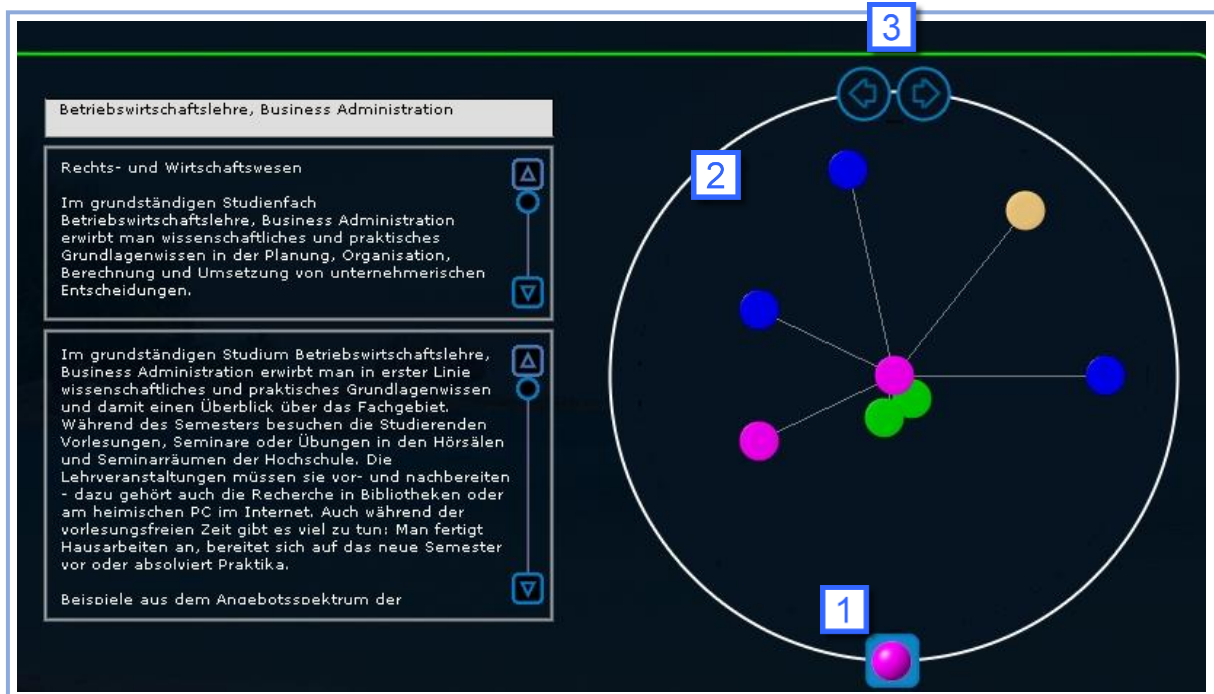 3
Betriebswirtschaftslehre, Business Administration
2
Rechts- und Wirtschaftswesen
Im grundständigen Studienfach
Betriebswirtschaftslehre, Business Administration
erwirbt man wissenschaftliches und praktisches
Grundlagenwissen in der Planung, Organisation,
Berechnung und Umsetzung von unternehmerischen
Entscheidungen.
Im grundständigen Studium Betriebswirtschaftslehre,
Business Administration erwirbt man in erster Linie
wissenschaftliches und praktisches Grundlagenwissen
und damit einen Überblick über das Fachgebiet.
Während des Semesters besuchen die Studierenden
Vorlesungen, Seminare oder Übungen in den Hörsälen
und Seminarräumen der Hochschule. Die
Lehrveranstaltungen müssen sie vor- und nachbereiten
- dazu gehört auch die Recherche in Bibliotheken oder
am heimischen PC im Internet. Auch während der
vorlesungsfreien Zeit gibt es viel zu tun: Man fertigt
Hausarbeiten an, bereitet sich auf das neue Semester
vor oder absolviert Praktika.
Beispiele aus dem Angebotsspektrum der
1